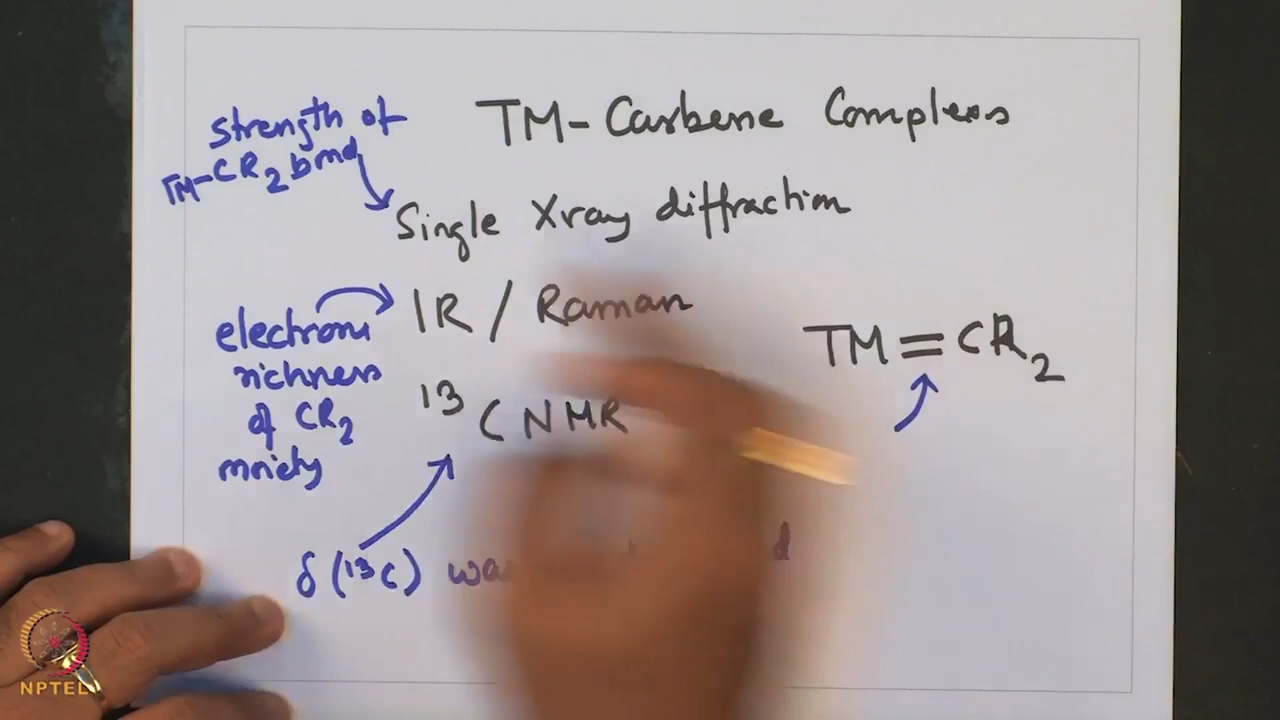 TM-Carbene Complexes
strength of
TM-CR2 bond
Single Xray diffraction
IR / Raman
electronic
richness
of CR2
moiety
13C NMR
TM=CR2
δ(13C)
NPTEL